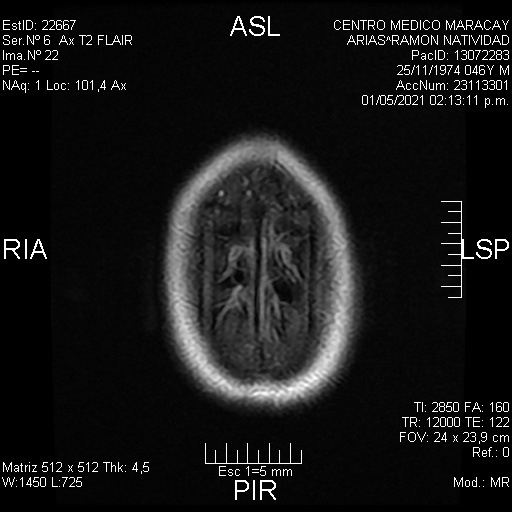 EstID: 22667
Ser.Nº 6 Ax T2 FLAIR
Ima.Nº 22
PE= --
NAq: 1 Loc: 101,4 Ax
ASL
CENTRO MEDICO MARACAY
ARIAS^RAMON NATIVIDAD
PacID: 13072283
25/11/1974 046Y M
AccNum: 23113301
01/05/2021 02:13:11 p.m.
RIA
LSP
TI: 2850 FA: 160
TR: 12000 TE: 122
FOV: 24 x 23,9 cm
Ref.: 0
Esc 1=5 mm
Matriz 512 x 512 Thk: 4,5
W:1450 L:725
PIR
Mod.: MR